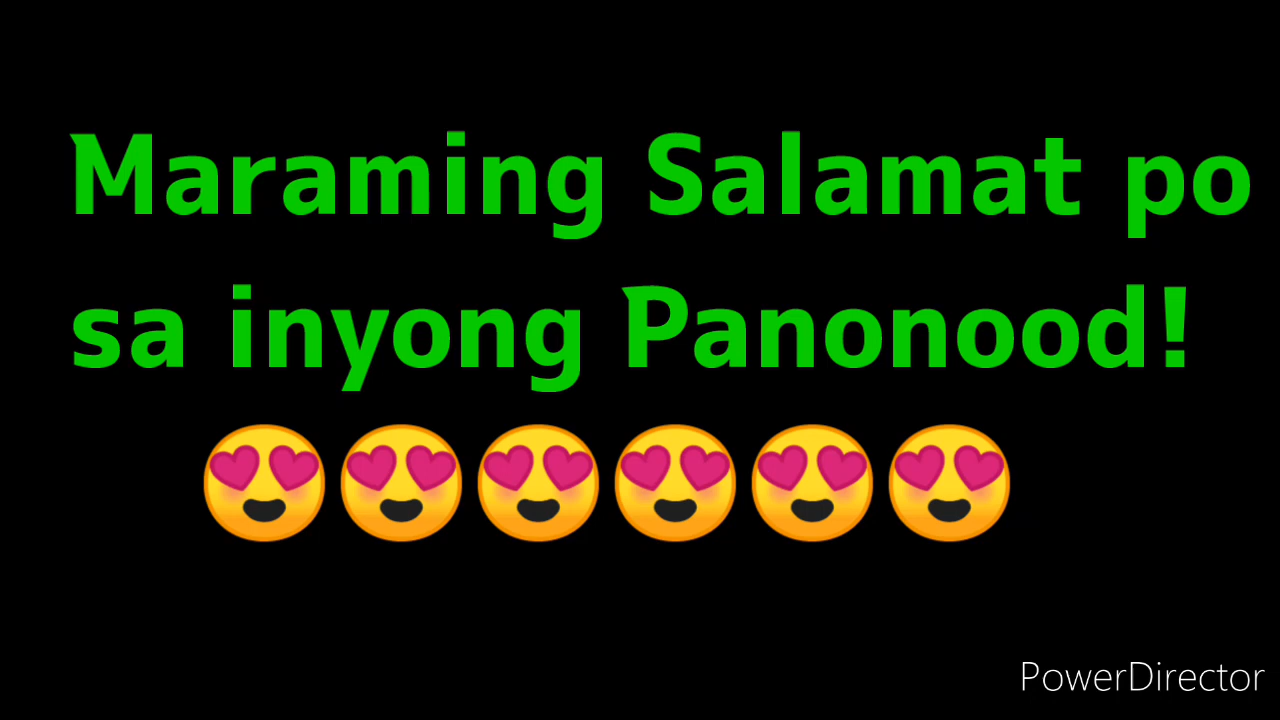 Maraming Salamat po
sa inyong Panonood!
😍😍😍😍😍😍
PowerDirector